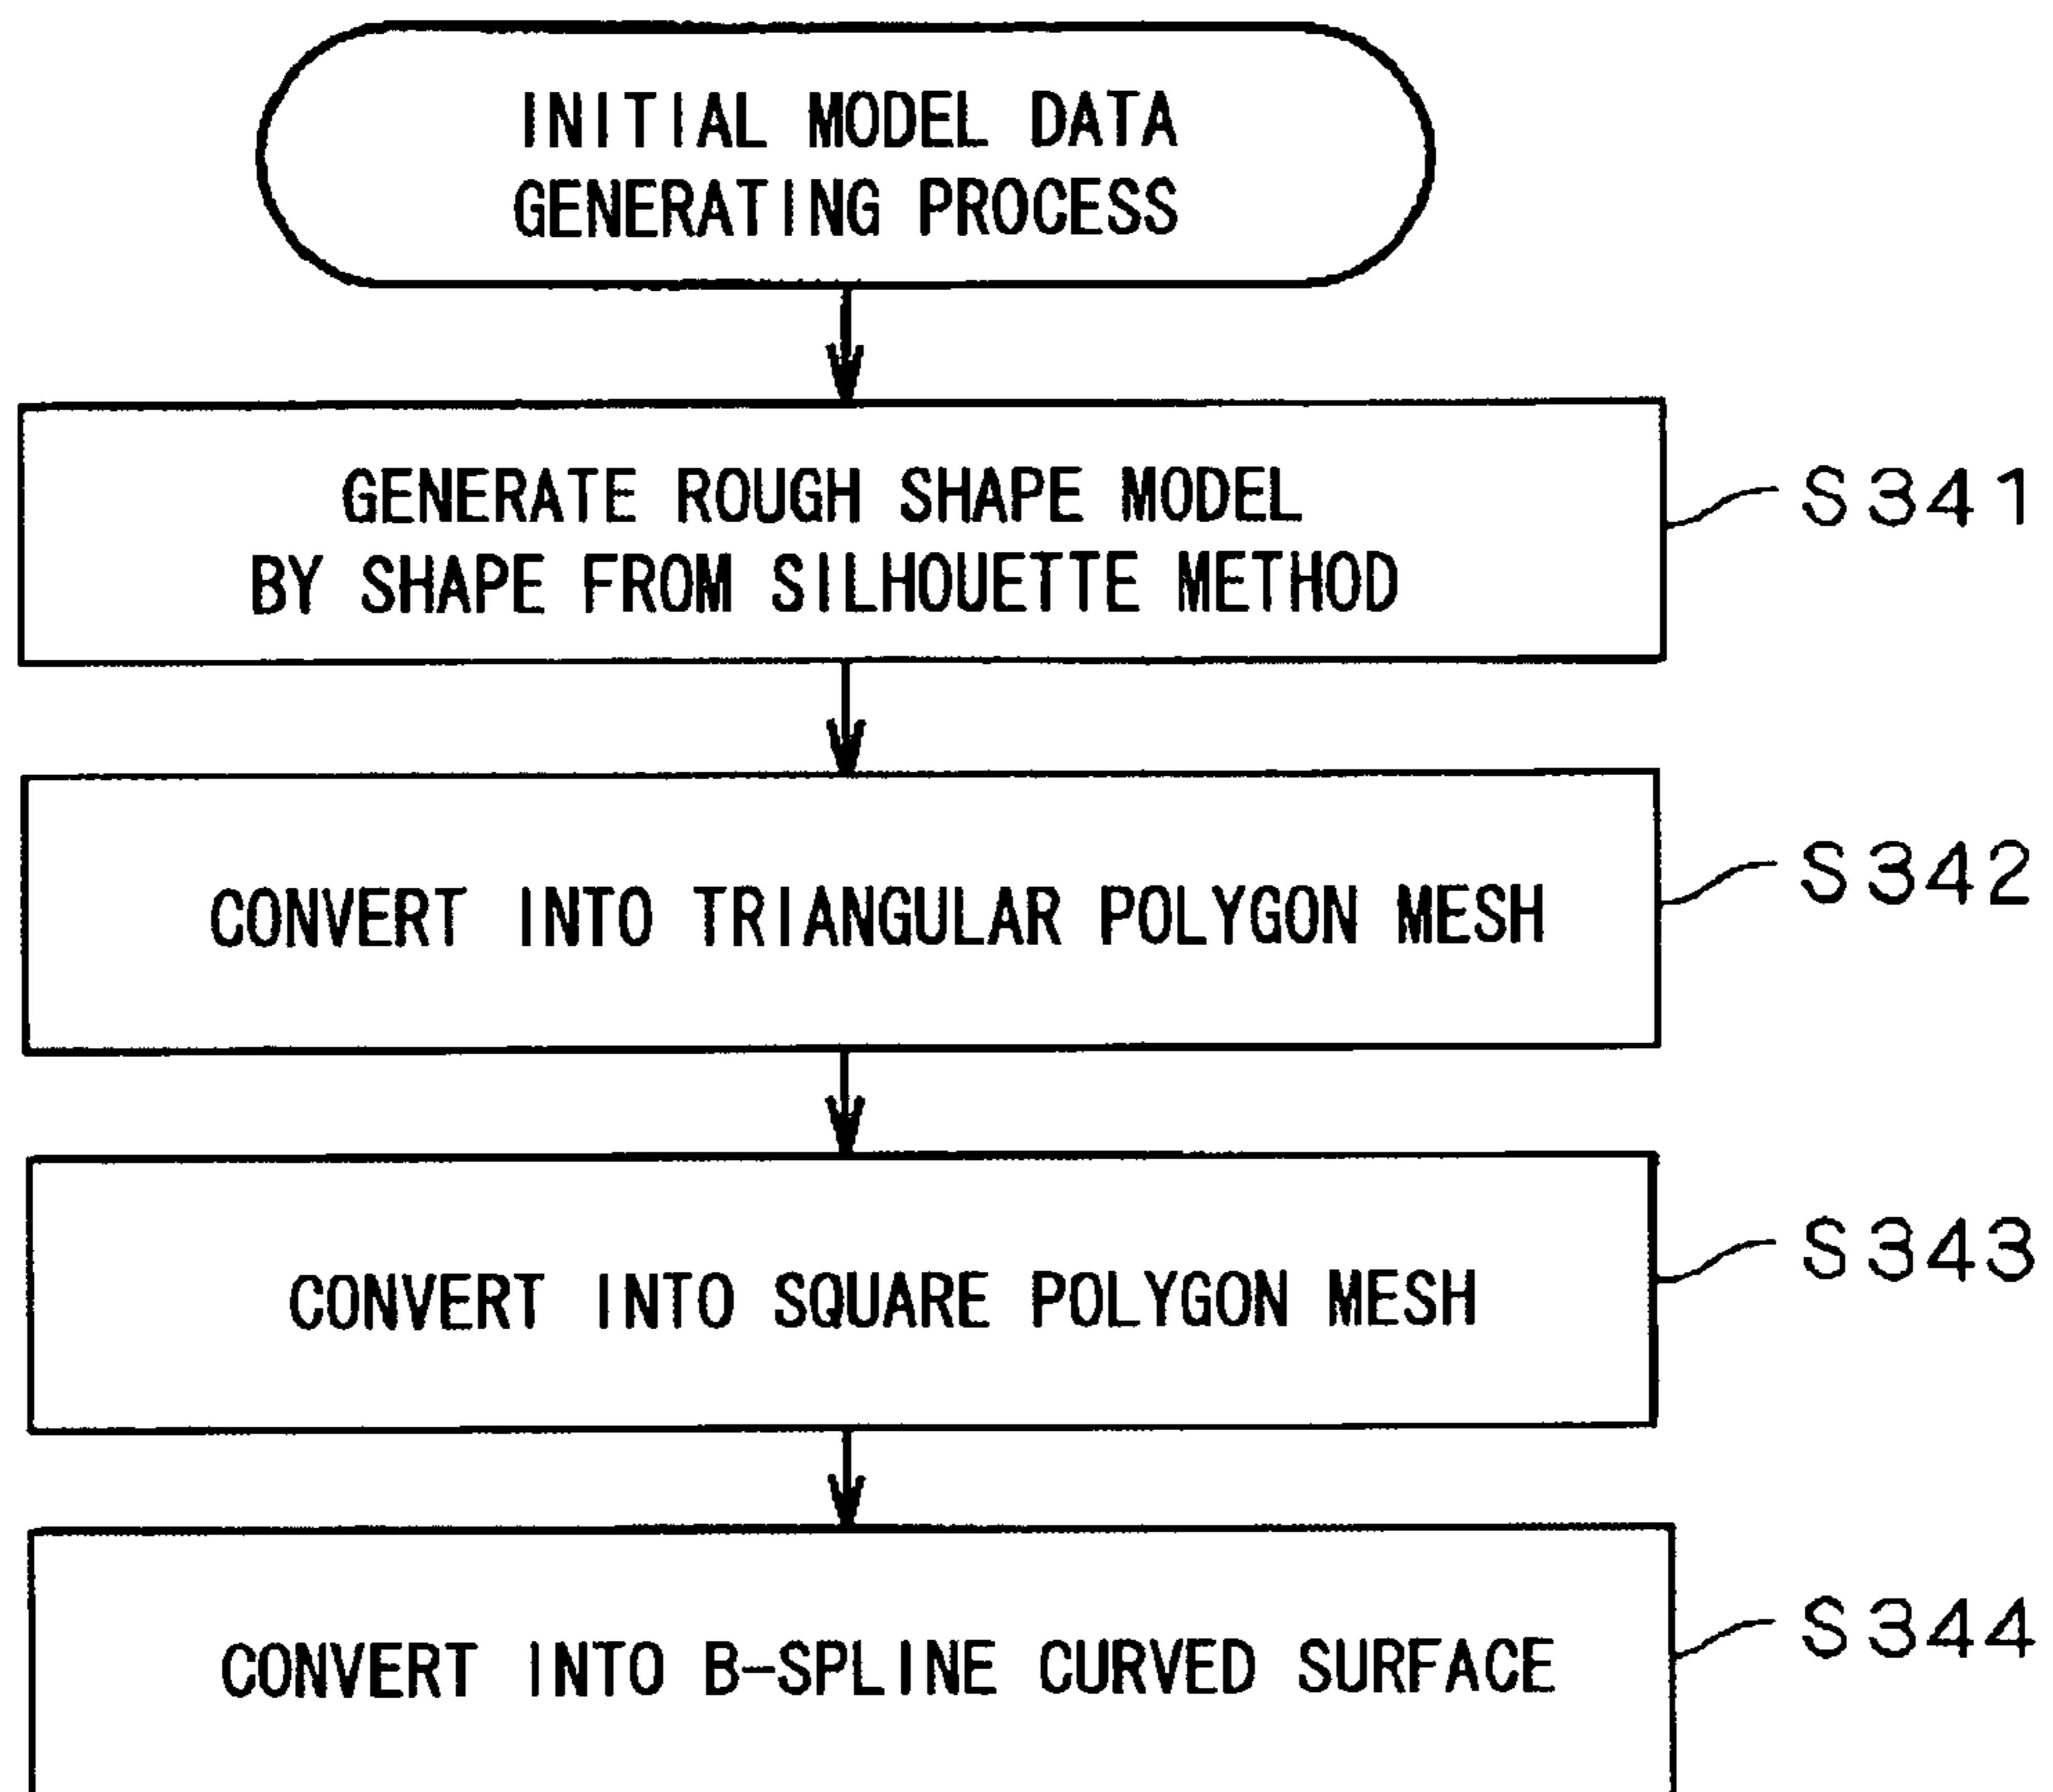 INITIAL MODEL DATA
GENERATING PROCESS
GENERATE ROUGH SHAPE MODEL
BY SHAPE FROM SILHOUETTE METHOD
S341
CONVERT INTO TRIANGULAR POLYGON MESH
S342
CONVERT INTO SQUARE POLYGON MESH
S343
CONVERT INTO B-SPLINE CURVED SURFACE
S344